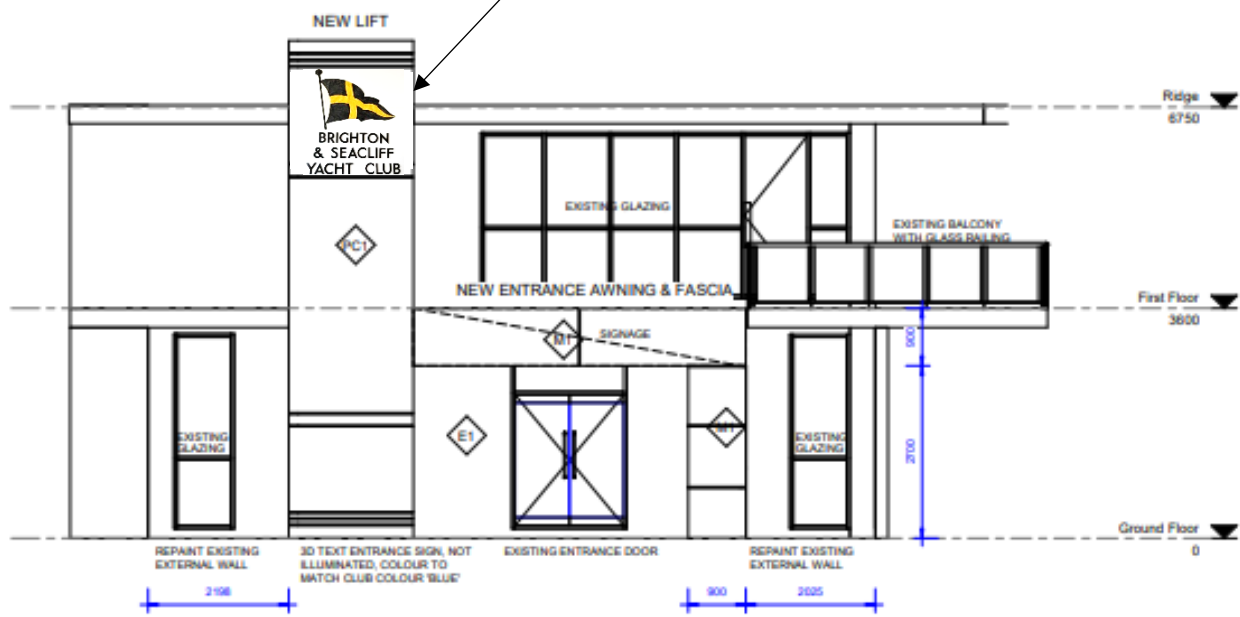 NEW LIFT
BRIGHTON
& SEACLIFF
YACHT CLUB
Ridge
6750
EXISTING GLAZING
EXISTING BALCONY
WITH GLASS RAILING
PC1
NEW ENTRANCE AWNING & FASCIA
First Floor
3600
M1
SIGNAGE
900
EXISTING
GLAZING
E1
M1
EXISTING
GLAZING
2700
Ground Floor
0
REPAINT EXISTING
EXTERNAL WALL
3D TEXT ENTRANCE SIGN, NOT
ILLUMINATED, COLOUR TO
MATCH CLUB COLOUR 'BLUE'
EXISTING ENTRANCE DOOR
REPAINT EXISTING
EXTERNAL WALL
2198
900
2025